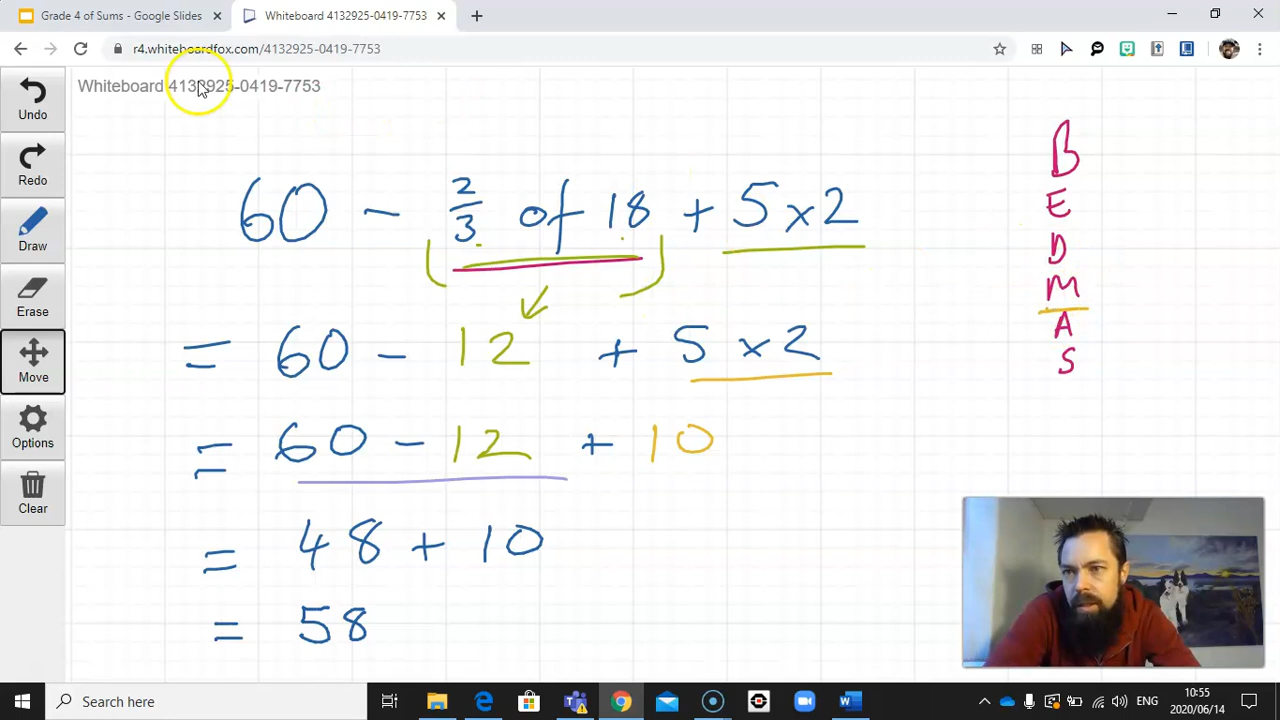 Grade 4 of Sums - Google Slides
Whiteboard 4132925-0419-7753
r4.whiteboardfox.com/4132925-0419-7753
Whiteboard 4132925-0419-7753
Undo
Redo
Draw
Erase
Move
Options
Clear
60 - 2/3 of 18 + 5 x 2
= 60 - 12 + 5 x 2
= 60 - 12 + 10
= 48 + 10
= 58
B
E
D
M
A
S
Search here
ENG
10:55
2020/06/14